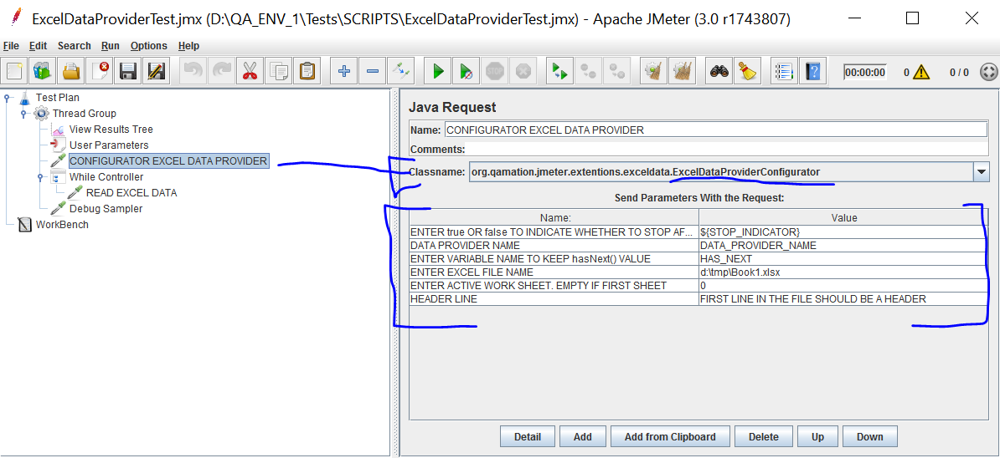 ExcelDataProviderTest.jmx (D:\QA_ENV_1\Tests\SCRIPTS\ExcelDataProviderTest.jmx) - Apache JMeter (3.0 r1743807)
File Edit Search Run Options Help
00:00:00 0 0 / 0
Test Plan
Thread Group
View Results Tree
User Parameters
CONFIGURATOR EXCEL DATA PROVIDER
While Controller
READ EXCEL DATA
Debug Sampler
WorkBench
Java Request
Name: CONFIGURATOR EXCEL DATA PROVIDER
Comments:
Classname: org.qamation.jmeter.extentions.exceldata.ExcelDataProviderConfigurator
Send Parameters With the Request:
Name: Value
ENTER true OR false TO INDICATE WHETHER TO STOP AF... ${STOP_INDICATOR}
DATA PROVIDER NAME DATA_PROVIDER_NAME
ENTER VARIABLE NAME TO KEEP hasNext() VALUE HAS_NEXT
ENTER EXCEL FILE NAME d:\tmp\Book1.xlsx
ENTER ACTIVE WORK SHEET. EMPTY IF FIRST SHEET 0
HEADER LINE FIRST LINE IN THE FILE SHOULD BE A HEADER
Detail Add Add from Clipboard Delete Up Down